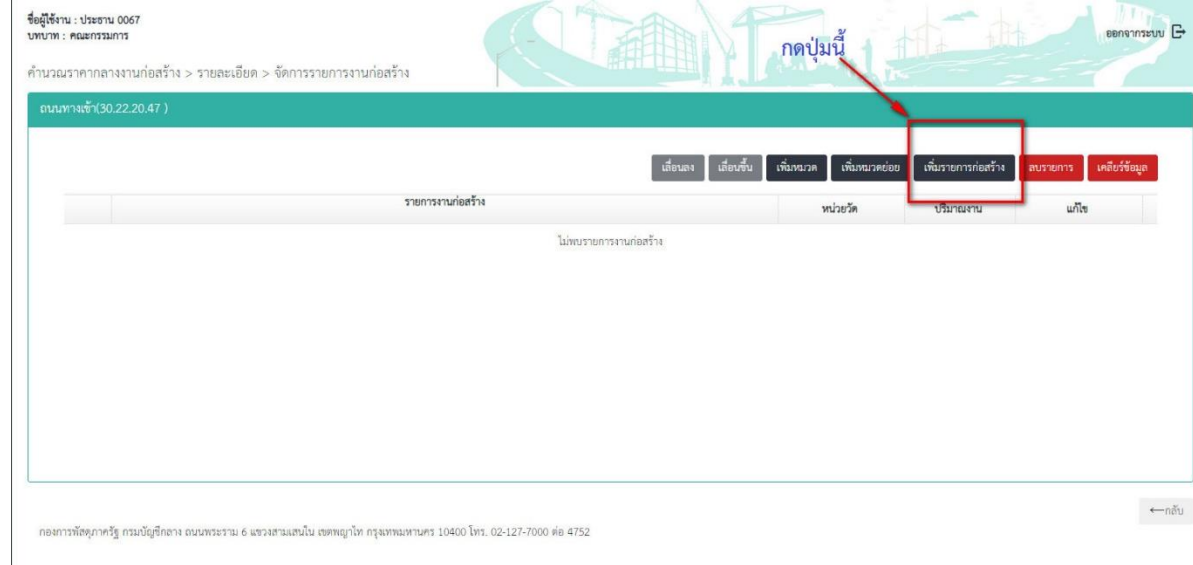 ชื่อผู้ใช้งาน : ประธาน 0067
บทบาท : คณะกรรมการ
ออกจากระบบ
กดปุ่มนี้
คำนวณราคากลางงานก่อสร้าง > รายละเอียด > จัดการรายการงานก่อสร้าง
ถนนทางเข้า(30.22.20.47 )
เลื่อนลง เลื่อนขึ้น เพิ่มหมวด เพิ่มหมวดย่อย เพิ่มรายการก่อสร้าง ลบรายการ เคลียร์ข้อมูล
รายการงานก่อสร้าง หน่วยวัด ปริมาณงาน แก้ไข
ไม่พบรายการงานก่อสร้าง
←กลับ
กองการพัสดุภาครัฐ กรมบัญชีกลาง ถนนพระราม 6 แขวงสามเสนใน เขตพญาไท กรุงเทพมหานคร 10400 โทร. 02-127-7000 ต่อ 4752